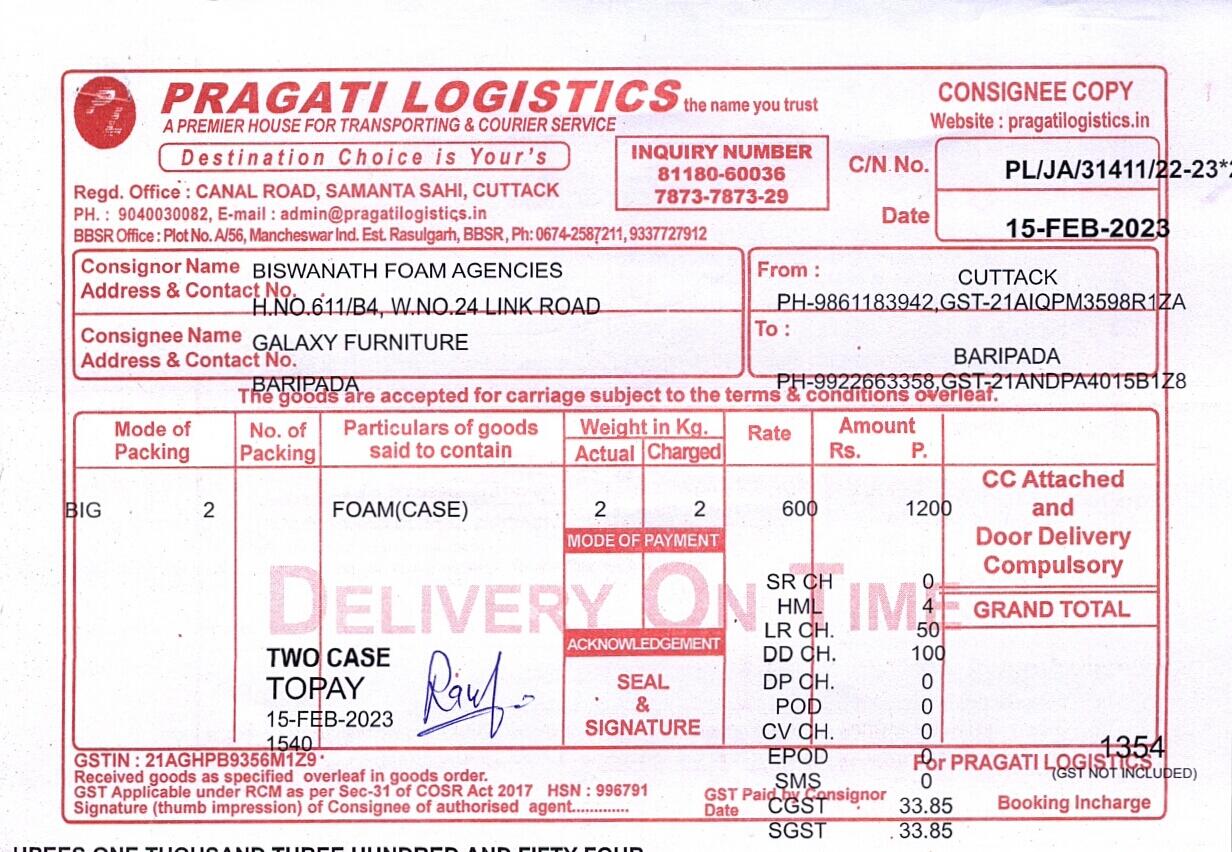 PRAGATI LOGISTICS the name you trust
A PREMIER HOUSE FOR TRANSPORTING & COURIER SERVICE
Destination Choice is Your's
Regd. Office : CANAL ROAD, SAMANTA SAHI, CUTTACK
PH. : 9040030082, E-mail : admin@pragatilogistics.in
BBSR Office : Plot No. A/56, Mancheswar Ind. Est. Rasulgarh, BBSR, Ph: 0674-2587211, 9337727912
INQUIRY NUMBER
81180-60036
7873-7873-29
CONSIGNEE COPY
Website : pragatilogistics.in
C/N No. PL/JA/31411/22-23*
Date 15-FEB-2023
Consignor Name BISWANATH FOAM AGENCIES
Address & Contact No. H.NO.611/B4, W.NO.24 LINK ROAD
From : CUTTACK
PH-9861183942,GST-21AIQPM3598R1ZA
Consignee Name GALAXY FURNITURE
Address & Contact No. BARIPADA
To : BARIPADA
PH-9922663358,GST-21ANDPA4015B1Z8
The goods are accepted for carriage subject to the terms & conditions overleaf.
Mode of Packing No. of Packing Particulars of goods said to contain Weight in Kg. Actual Charged Rate Amount Rs. P.
BIG 2 FOAM(CASE) 2 2 600 1200
CC Attached
and
Door Delivery
Compulsory
MODE OF PAYMENT
DELIVERY ON TIME
SR CH 0
HML 4
GRAND TOTAL
LR CH. 50
DD CH. 100
DP CH. 0
POD 0
CV CH. 0
EPOD 0
SMS 0
CGST 33.85
SGST 33.85
ACKNOWLEDGEMENT
SEAL
&
SIGNATURE
TWO CASE
TOPAY
15-FEB-2023
1540
1354
(GST NOT INCLUDED)
GSTIN : 21AGHPB9356M1Z9
Received goods as specified overleaf in goods order.
GST Applicable under RCM as per Sec-31 of COSR Act 2017 HSN : 996791
Signature (thumb impression) of Consignee of authorised agent.............
GST Paid by Consignor
Date
For PRAGATI LOGISTICS
Booking Incharge
ONE THOUSAND THREE HUNDRED AND FIFTY FOUR